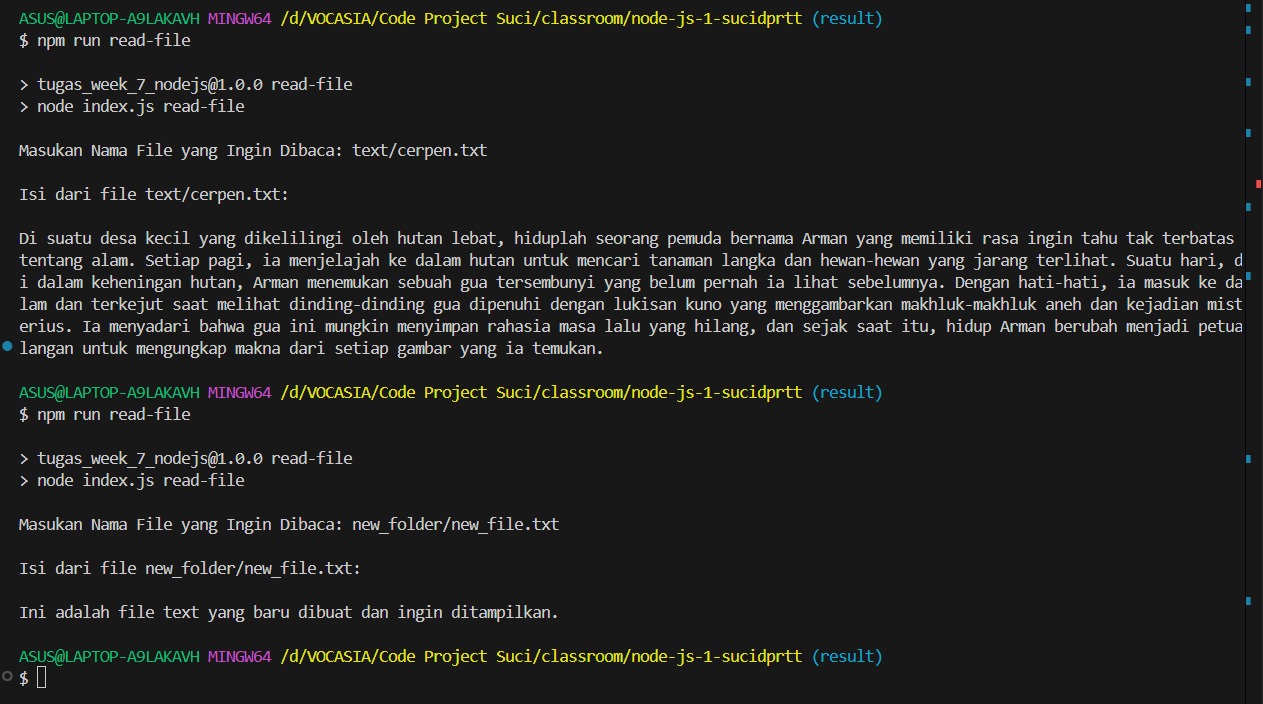 ASUS@LAPTOP-A9LAKAVH MINGW64 /d/VOCASIA/Code Project Suci/classroom/node-js-1-sucidprtt (result)
$ npm run read-file
> tugas_week_7_nodejs@1.0.0 read-file
> node index.js read-file
Masukan Nama File yang Ingin Dibaca: text/cerpen.txt
Isi dari file text/cerpen.txt:
Di suatu desa kecil yang dikelilingi oleh hutan lebat, hiduplah seorang pemuda bernama Arman yang memiliki rasa ingin tahu tak terbatas
tentang alam. Setiap pagi, ia menjelajah ke dalam hutan untuk mencari tanaman langka dan hewan-hewan yang jarang terlihat. Suatu hari, d
i dalam keheningan hutan, Arman menemukan sebuah gua tersembunyi yang belum pernah ia lihat sebelumnya. Dengan hati-hati, ia masuk ke da
lam dan terkejut saat melihat dinding-dinding gua dipenuhi dengan lukisan kuno yang menggambarkan makhluk-makhluk aneh dan kejadian mist
erius. Ia menyadari bahwa gua ini mungkin menyimpan rahasia masa lalu yang hilang, dan sejak saat itu, hidup Arman berubah menjadi petua
langan untuk mengungkap makna dari setiap gambar yang ia temukan.
ASUS@LAPTOP-A9LAKAVH MINGW64 /d/VOCASIA/Code Project Suci/classroom/node-js-1-sucidprtt (result)
$ npm run read-file
> tugas_week_7_nodejs@1.0.0 read-file
> node index.js read-file
Masukan Nama File yang Ingin Dibaca: new_folder/new_file.txt
Isi dari file new_folder/new_file.txt:
Ini adalah file text yang baru dibuat dan ingin ditampilkan.
ASUS@LAPTOP-A9LAKAVH MINGW64 /d/VOCASIA/Code Project Suci/classroom/node-js-1-sucidprtt (result)
$